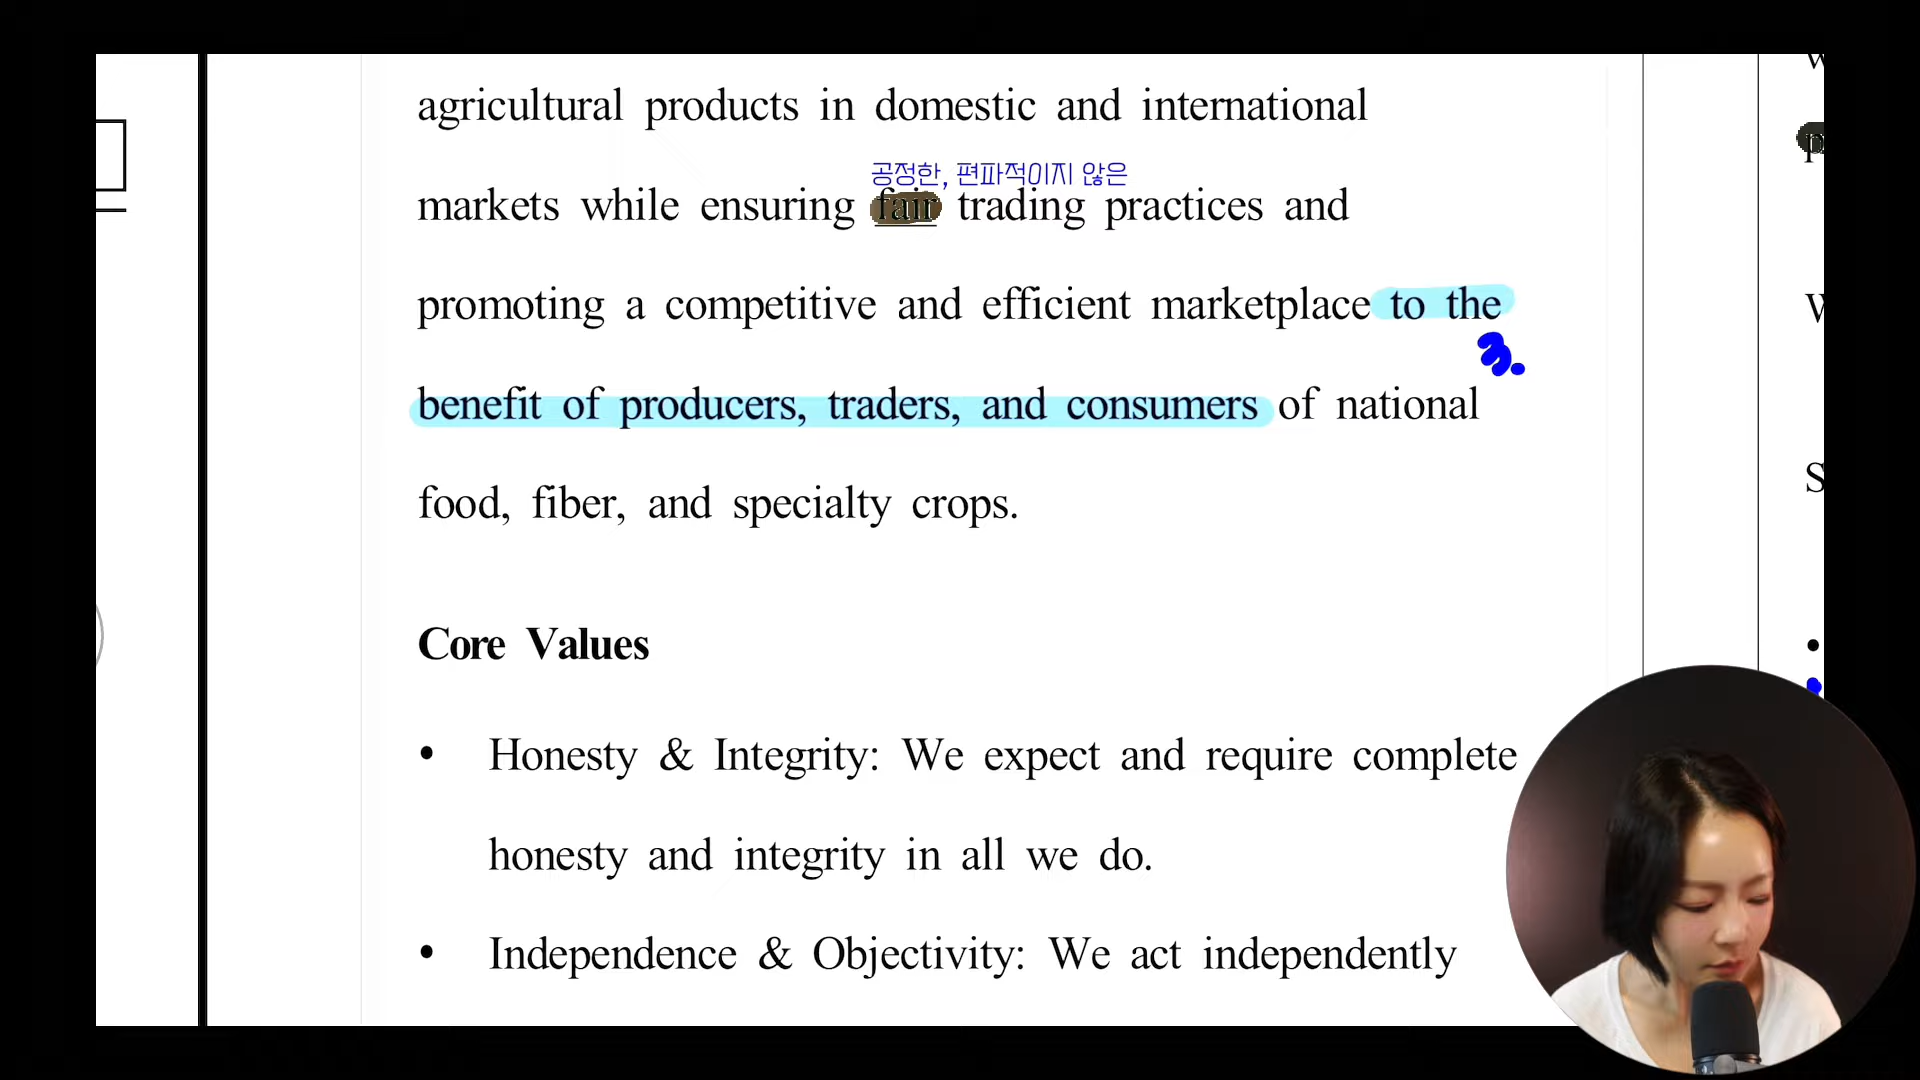 agricultural products in domestic and international
공정한, 편파적이지 않은
markets while ensuring fair trading practices and
promoting a competitive and efficient marketplace to the
3.
benefit of producers, traders, and consumers of national
food, fiber, and specialty crops.
Core Values
• Honesty & Integrity: We expect and require complete
honesty and integrity in all we do.
• Independence & Objectivity: We act independently